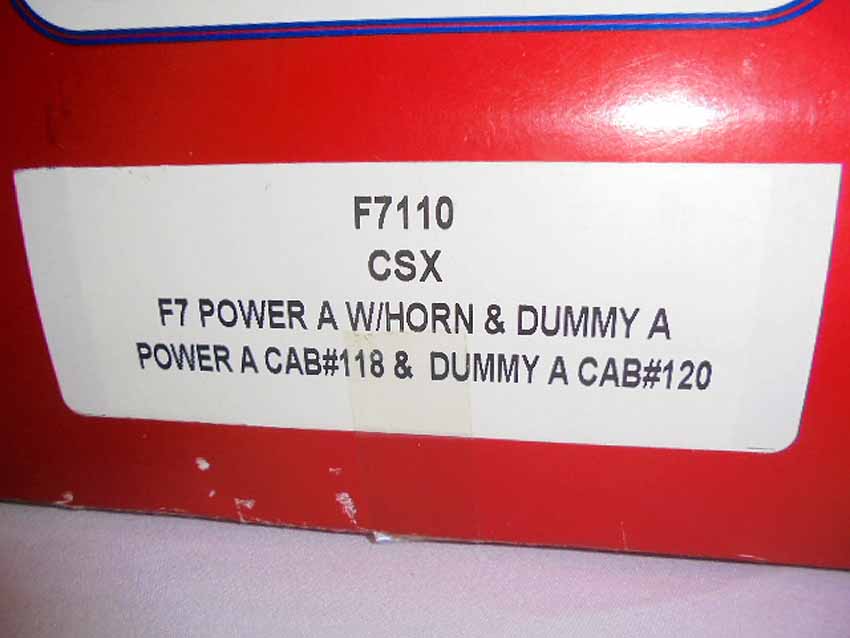 F7110
CSX
F7 POWER A W/HORN & DUMMY A
POWER A CAB#118 & DUMMY A CAB#120